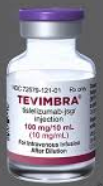 NDC 72579-121-01 Rx only
TEVIMBRA®
(tislelizumab-jsgr)
injection
100 mg/10 mL
(10 mg/mL)
For Intravenous Infusion
After Dilution